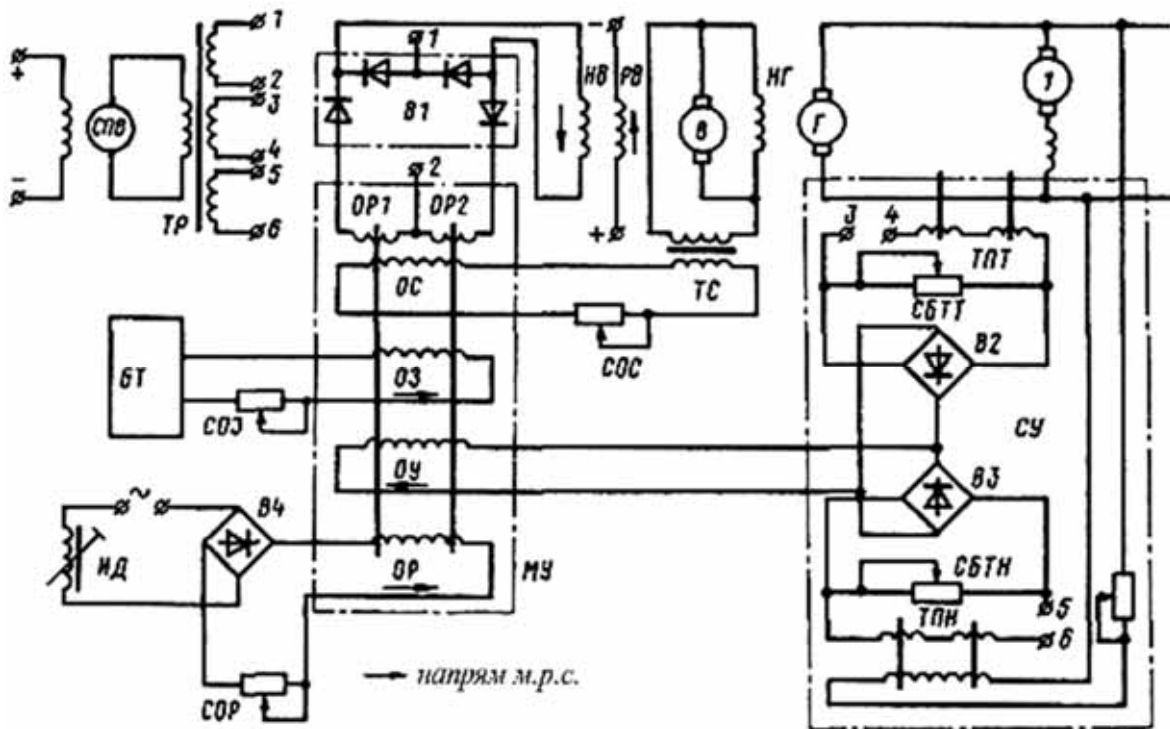 +
−
СПВ
ТР
1
2
3
4
5
6
1
В1
2
ОР1
ОР2
−
НВ
РВ
+
В
НГ
Г
Т
ОС
ТС
СОС
3
4
ТПТ
СБТТ
В2
БТ
СОЗ
ОЗ
СУ
ОУ
В3
~
В4
ИД
ОР
МУ
СБТН
ТПН
5
6
СОР
напрям м.р.с.